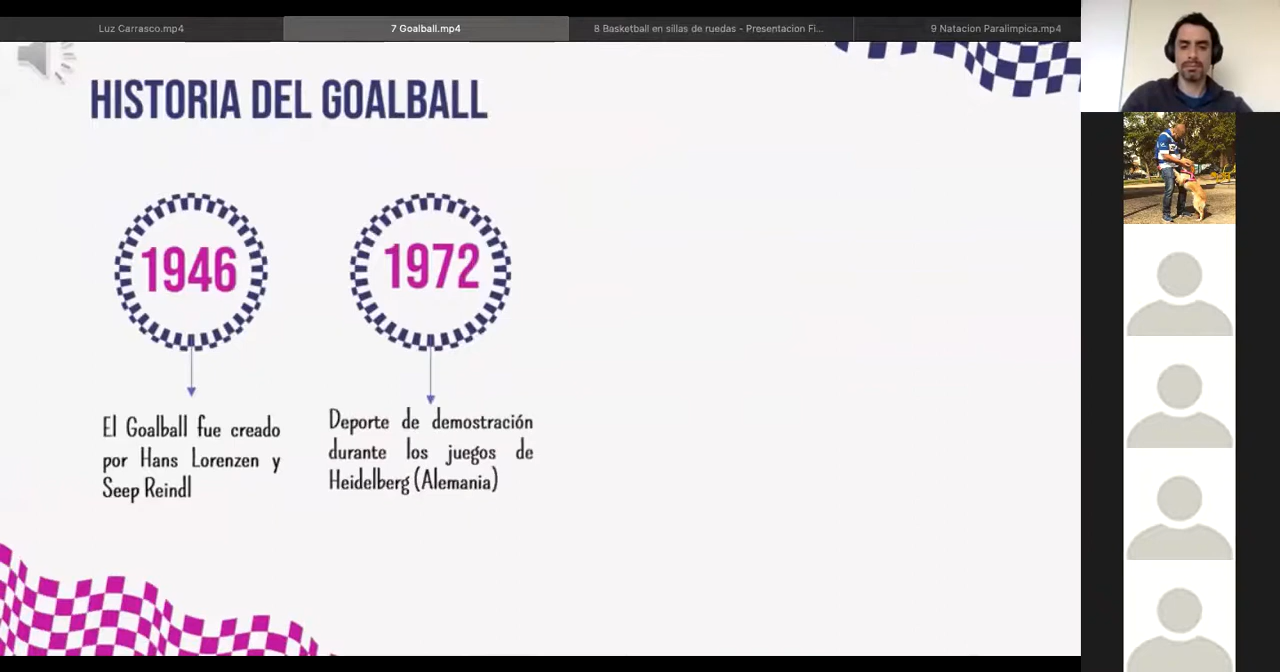 Luz Carrasco.mp4
7 Goalball.mp4
8 Basketball en sillas de ruedas - Presentacion Fi...
9 Natacion Paralimpica.mp4
HISTORIA DEL GOALBALL
1946
1972
El Goalball fue creado
por Hans Lorenzen y
Seep Reindl
Deporte de demostración
durante los juegos de
Heidelberg (Alemania)